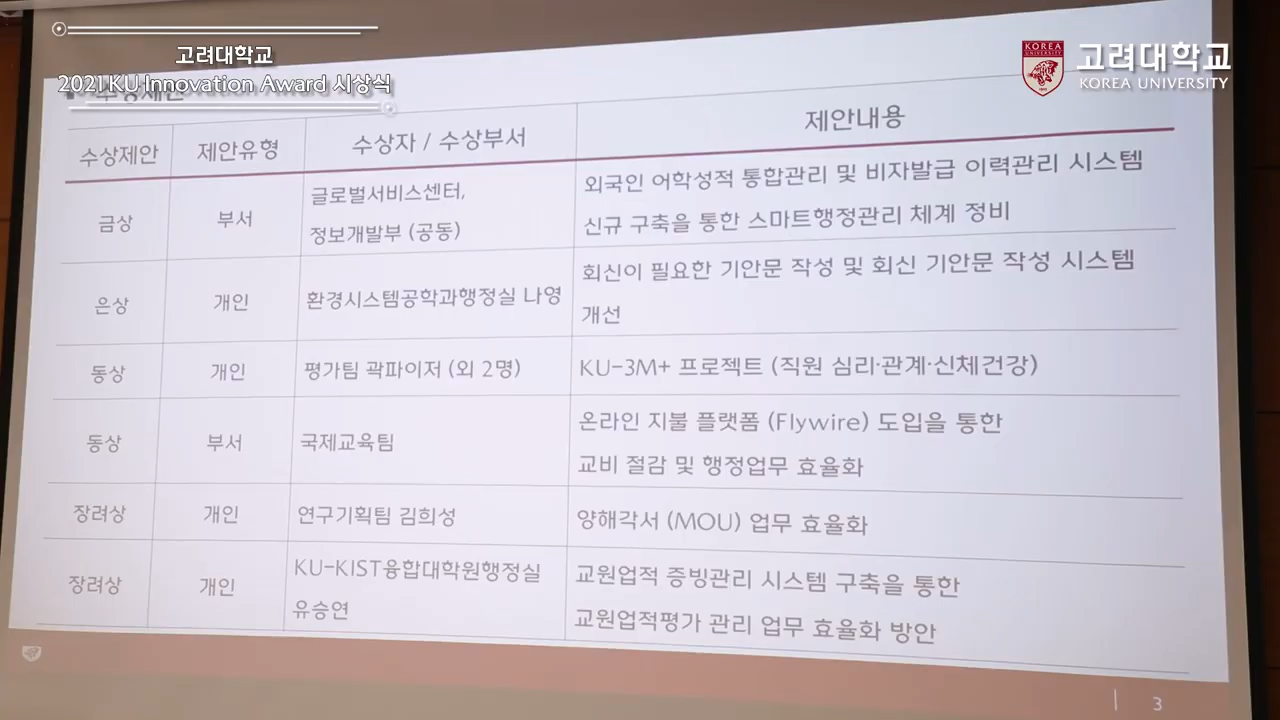 고려대학교
2021 KU Innovation Award 시상식
KOREA
UNIVERSITY
고려대학교
KOREA UNIVERSITY
수상제안 제안유형 수상자 / 수상부서 제안내용
금상 부서 글로벌서비스센터, 외국인 어학성적 통합관리 및 비자발급 이력관리 시스템
정보개발부 (공동) 신규 구축을 통한 스마트행정관리 체계 정비
은상 개인 환경시스템공학과행정실 나영 회신이 필요한 기안문 작성 및 회신 기안문 작성 시스템
개선
동상 개인 평가팀 곽파이저 (외 2명) KU-3M+ 프로젝트 (직원 심리·관계·신체건강)
동상 부서 국제교육팀 온라인 지불 플랫폼 (Flywire) 도입을 통한
교비 절감 및 행정업무 효율화
장려상 개인 연구기획팀 김희성 양해각서 (MOU) 업무 효율화
장려상 개인 KU-KIST융합대학원행정실 교원업적 증빙관리 시스템 구축을 통한
유승연 교원업적평가 관리 업무 효율화 방안
3